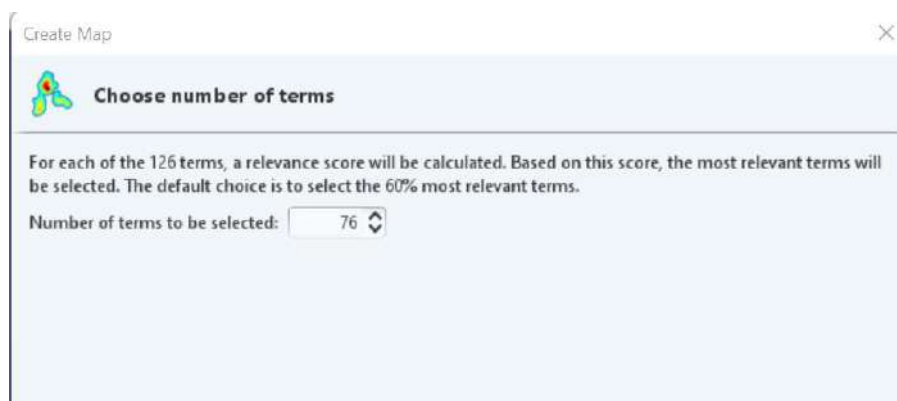 Create Map
Choose number of terms
For each of the 126 terms, a relevance score will be calculated. Based on this score, the most relevant terms will
be selected. The default choice is to select the 60% most relevant terms.
Number of terms to be selected: 76